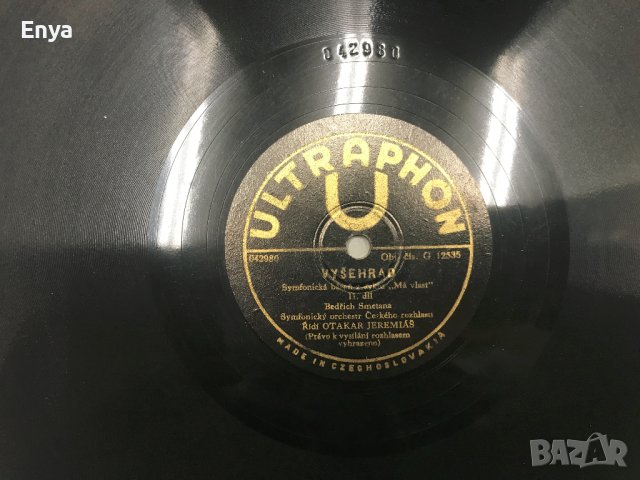 Enya
042980
ULTRAPHON
U
042980 Obj. čís. G 12535
VYŠEHRAD
Symfonická báseň z cyklu „Má vlast"
II. díl
Bedřich Smetana
Symfonický orchestr Českého rozhlasu
Řídí OTAKAR JEREMIÁŠ
(Právo k vysílání rozhlasem
vyhrazeno)
MADE IN CZECHOSLOVAKIA
BAZAR